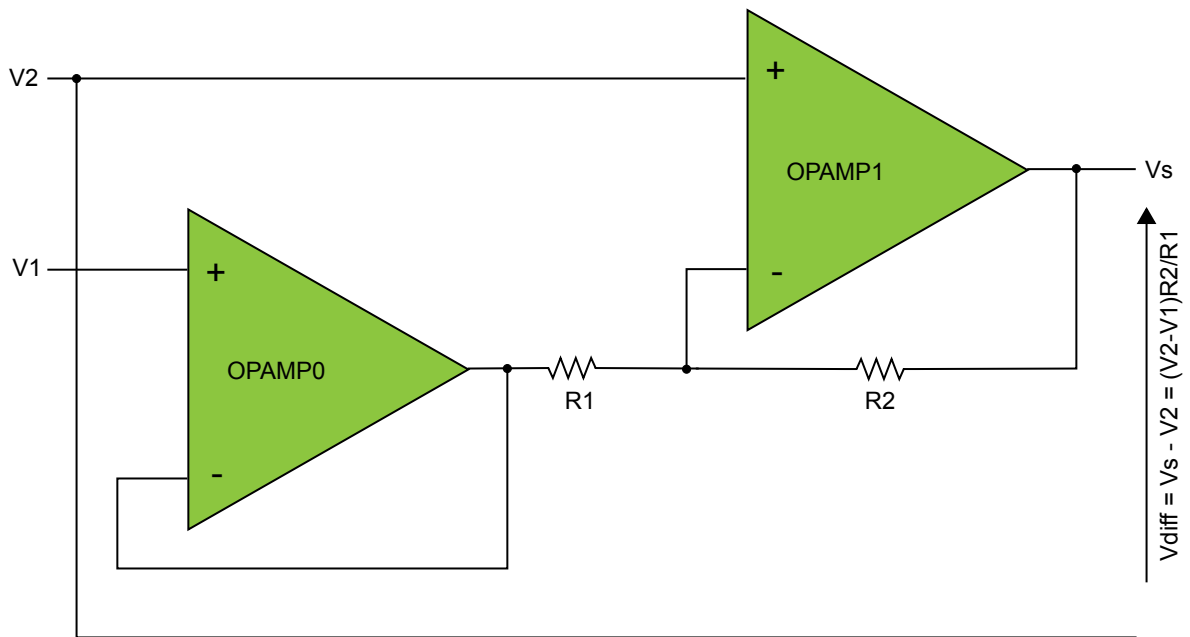 V2
+
OPAMP1
Vs
V1
+
-
OPAMP0
R1
R2
-
Vdiff = Vs - V2 = (V2-V1)R2/R1